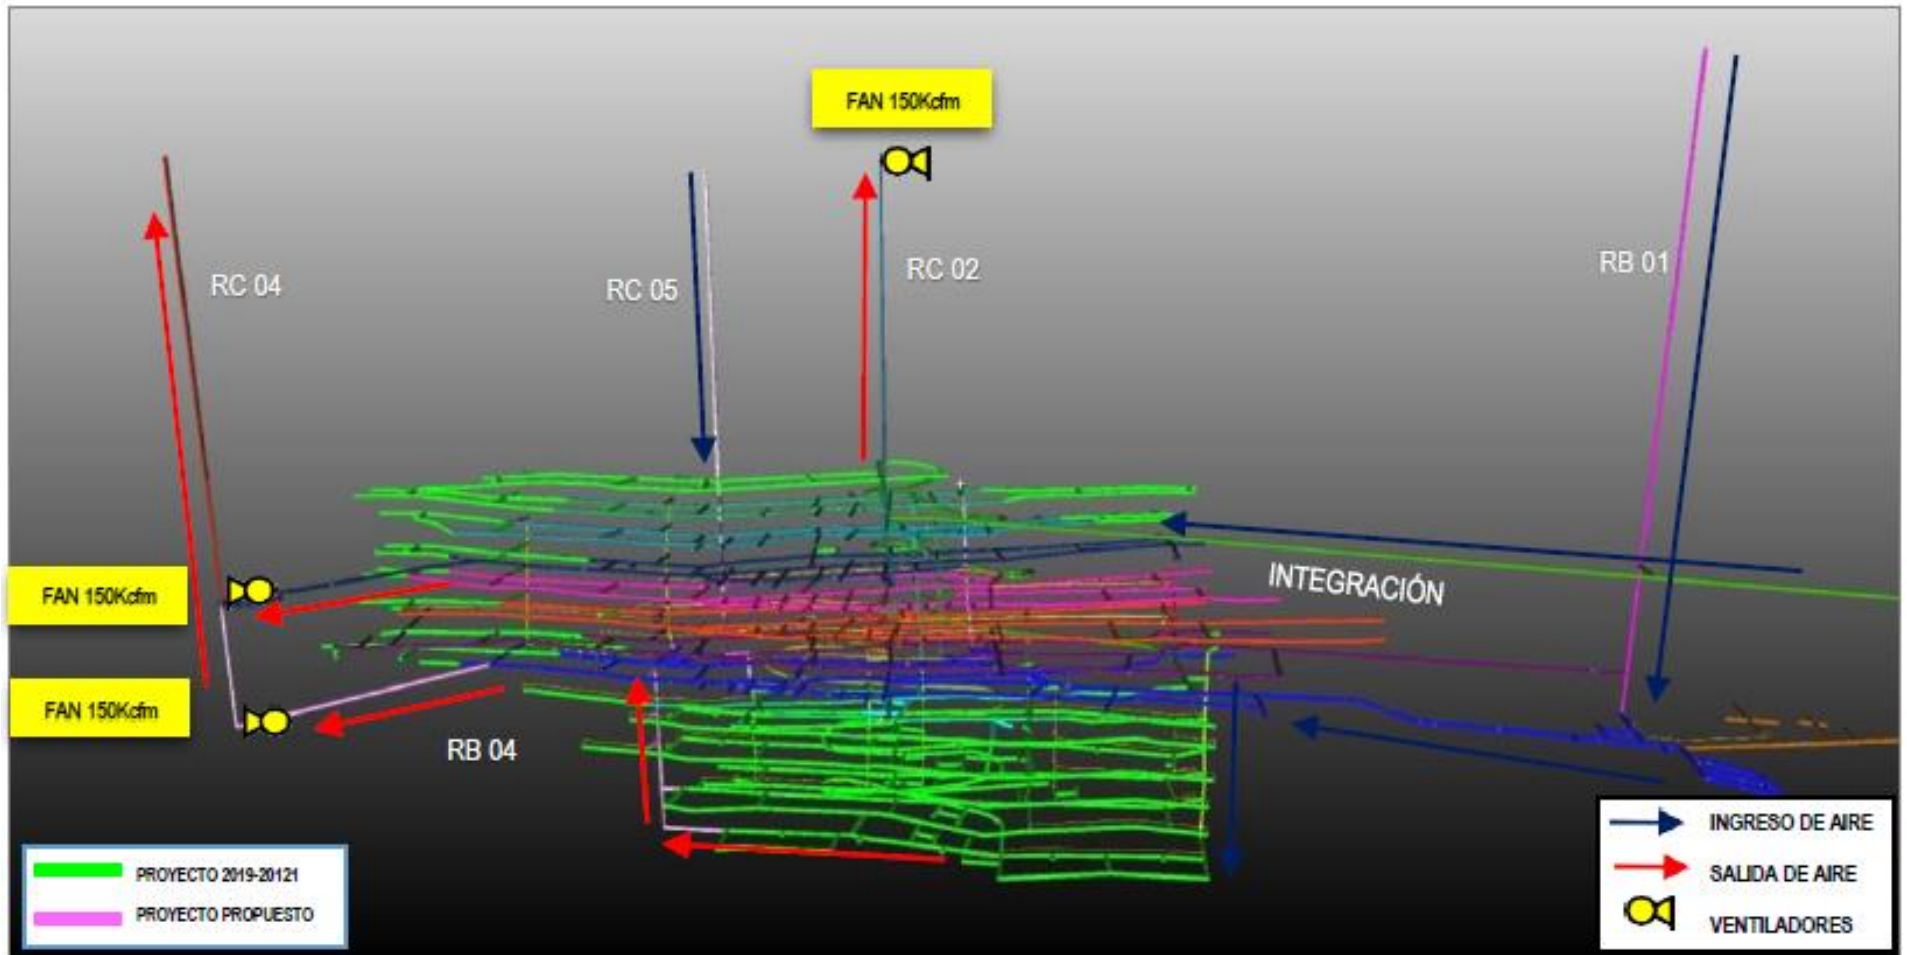 FAN 150Kcfm
RC 04
RC 05
RC 02
RB 01
INTEGRACIÓN
FAN 150Kcfm
FAN 150Kcfm
RB 04
PROYECTO 2019-20121
PROYECTO PROPUESTO
INGRESO DE AIRE
SALIDA DE AIRE
VENTILADORES